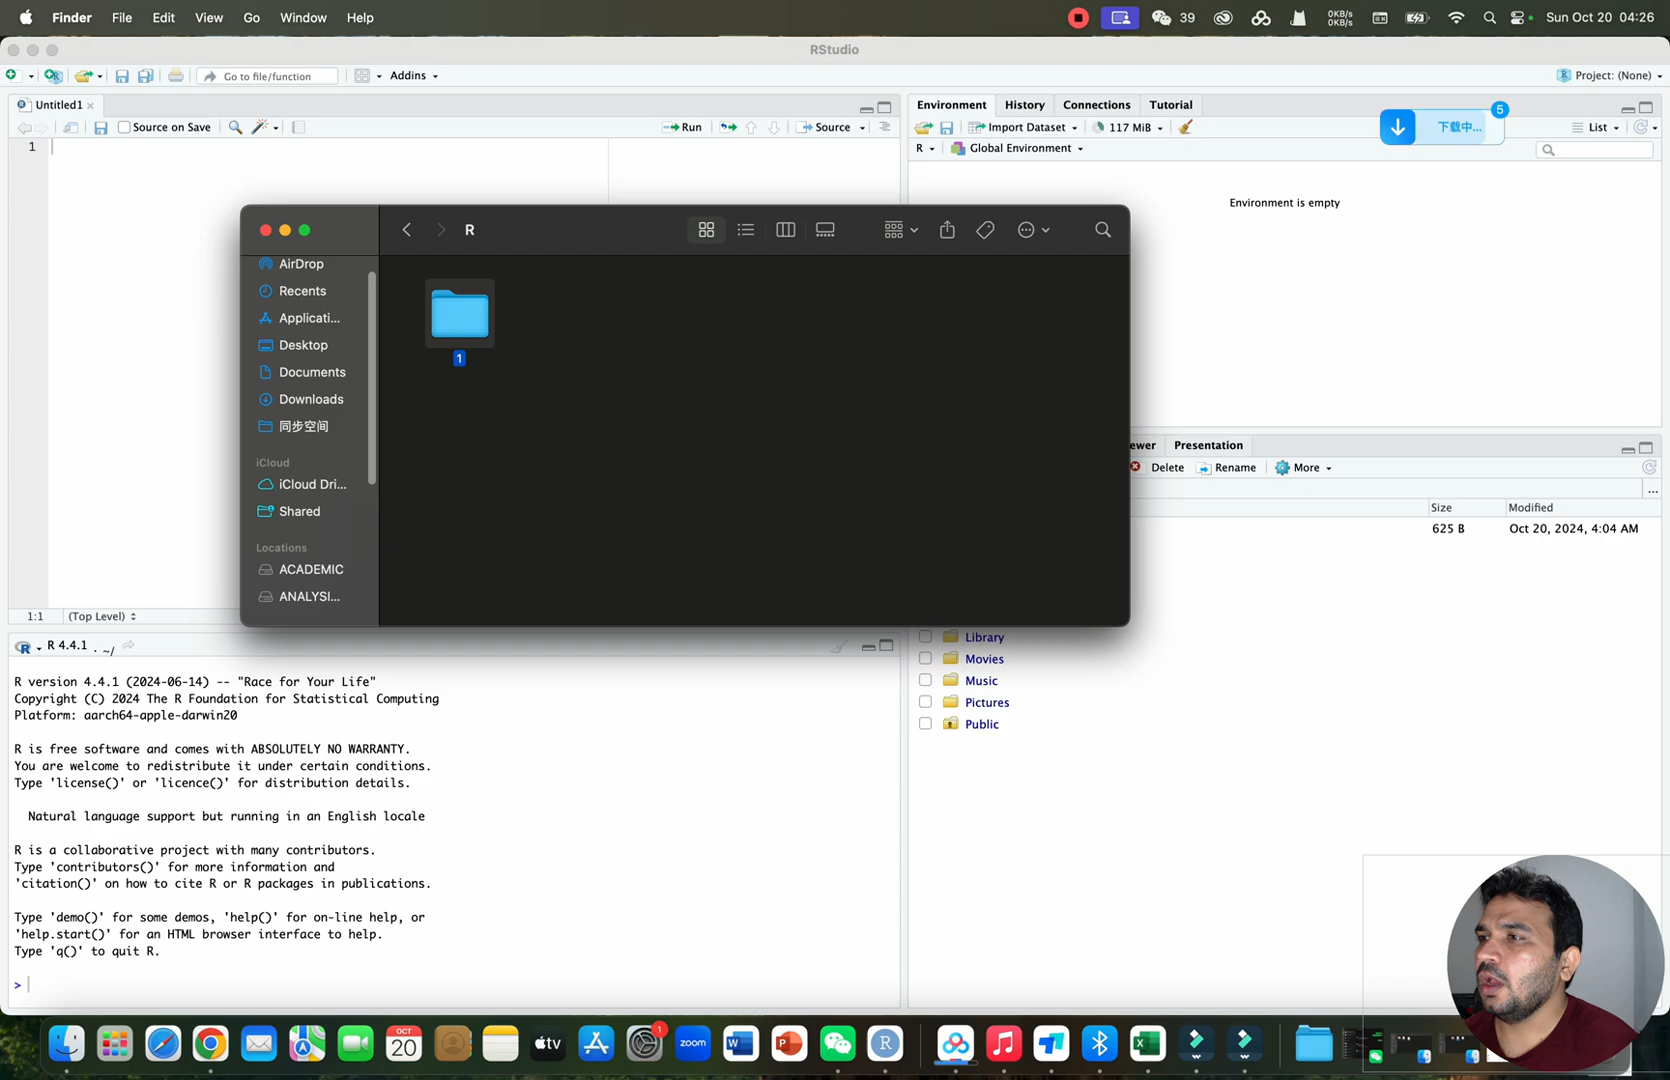 Finder File Edit View Go Window Help
39
0KB/s
0KB/s
Sun Oct 20 04:26
RStudio
Go to file/function
Addins
Project: (None)
Untitled1
Source on Save
Run
Source
1
1:1
(Top Level)
Environment History Connections Tutorial
Import Dataset
117 MiB
List
R
Global Environment
下载中...
5
Environment is empty
R
AirDrop
Recents
Applicati...
Desktop
Documents
Downloads
同步空间
iCloud
iCloud Dri...
Shared
Locations
ACADEMIC
ANALYSI...
1
ewer
Presentation
Delete
Rename
More
...
Size
Modified
625 B
Oct 20, 2024, 4:04 AM
Library
Movies
Music
Pictures
Public
R 4.4.1 . ~/
R version 4.4.1 (2024-06-14) -- "Race for Your Life"
Copyright (C) 2024 The R Foundation for Statistical Computing
Platform: aarch64-apple-darwin20
R is free software and comes with ABSOLUTELY NO WARRANTY.
You are welcome to redistribute it under certain conditions.
Type 'license()' or 'licence()' for distribution details.
Natural language support but running in an English locale
R is a collaborative project with many contributors.
Type 'contributors()' for more information and
'citation()' on how to cite R or R packages in publications.
Type 'demo()' for some demos, 'help()' for on-line help, or
'help.start()' for an HTML browser interface to help.
Type 'q()' to quit R.
>
OCT
20
tv
1
zoom
W
P
R
X